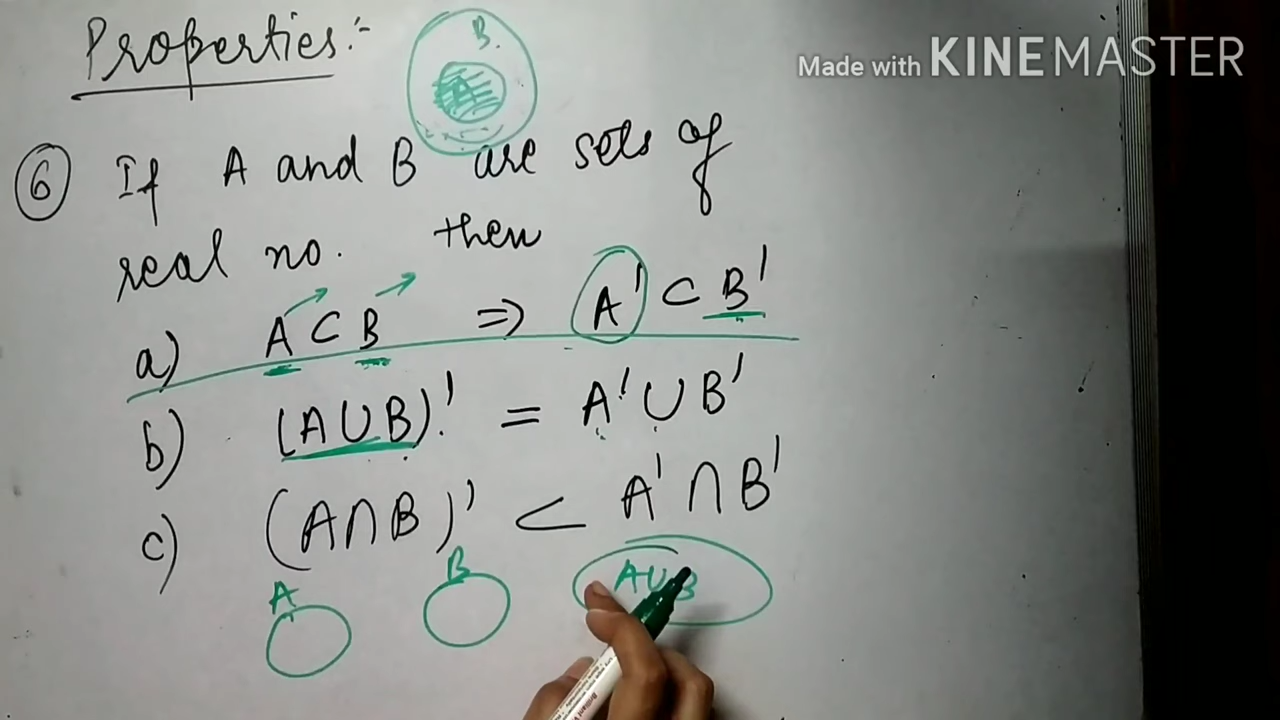 Properties:-
B.
A
Made with KINEMASTER
⑥ If A and B are sets of
real no. then
a) A ⊂ B ⇒ A' ⊂ B'
b) (A∪B)' = A'∪B'
c) (A∩B)' ⊂ A'∩B'
A B A∪B